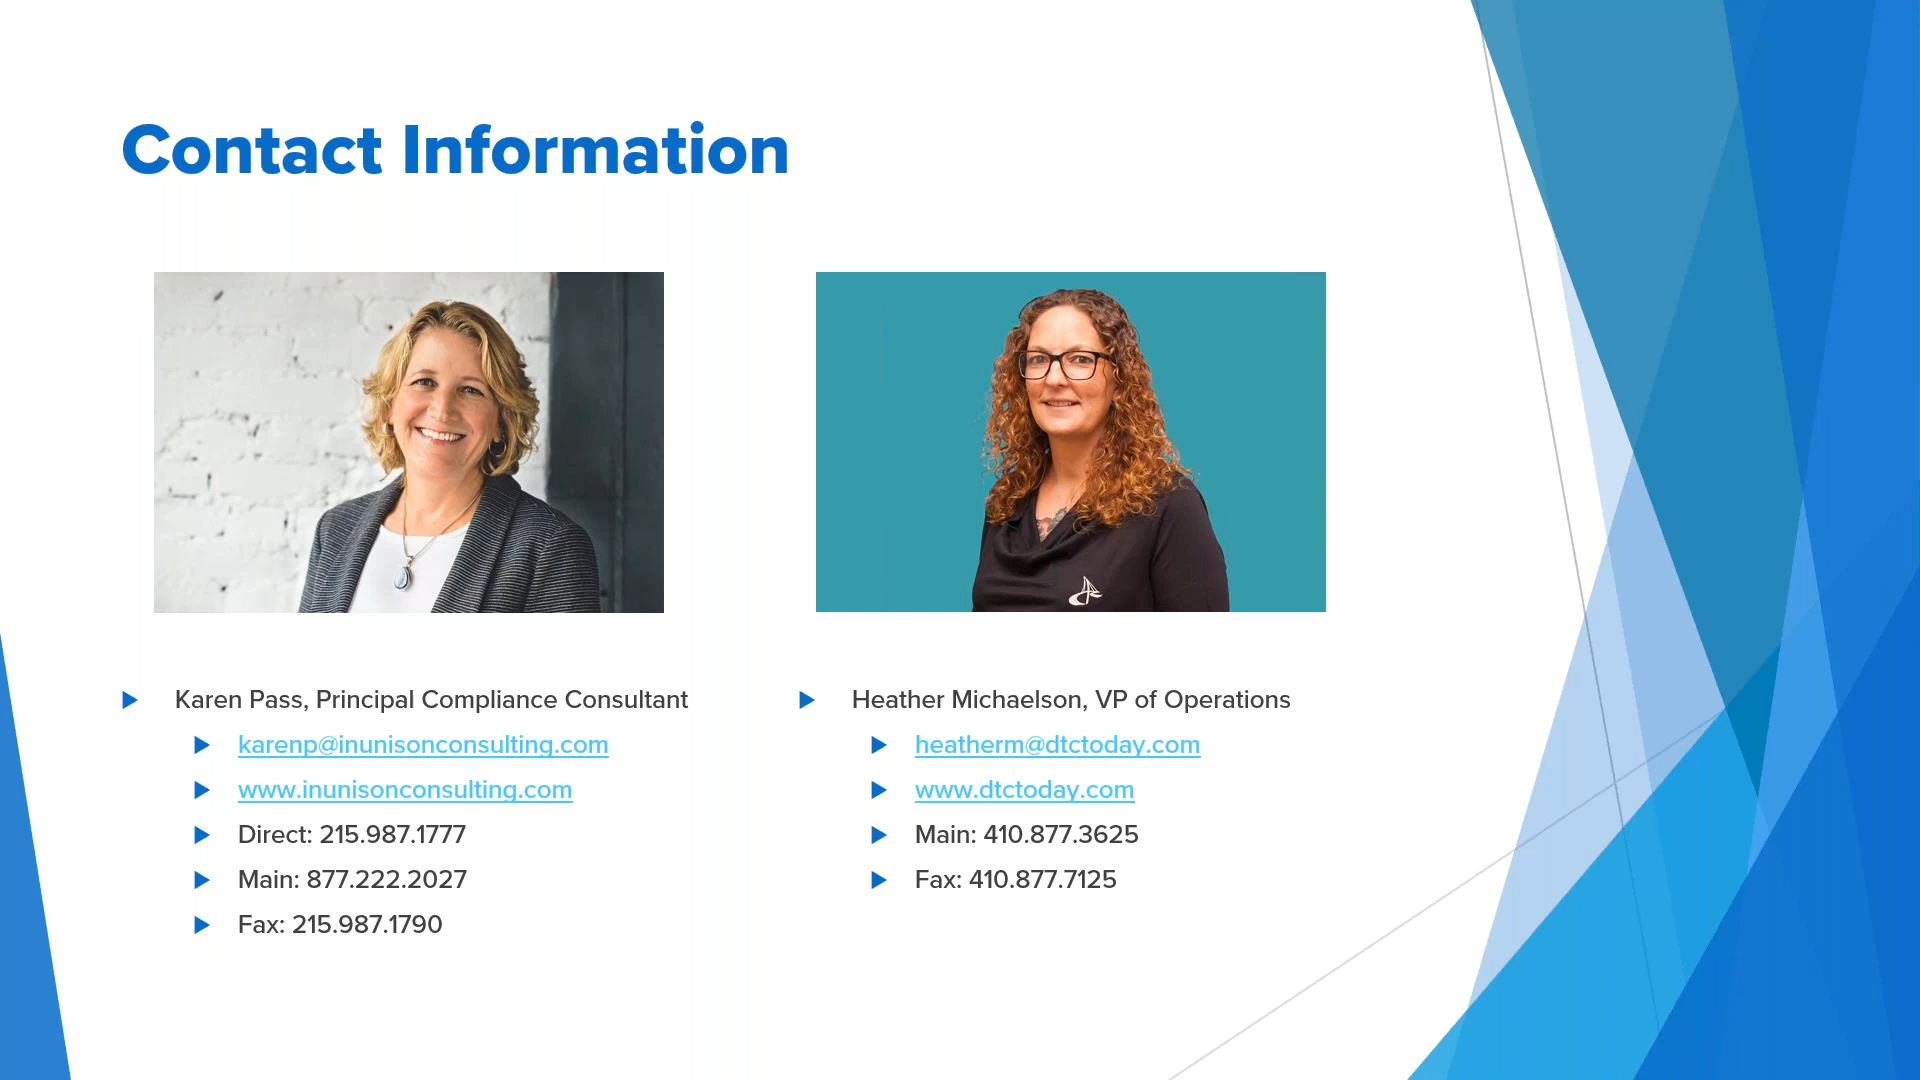 Contact Information
Karen Pass, Principal Compliance Consultant
karenp@inunisonconsulting.com
www.inunisonconsulting.com
Direct: 215.987.1777
Main: 877.222.2027
Fax: 215.987.1790
Heather Michaelson, VP of Operations
heatherm@dtctoday.com
www.dtctoday.com
Main: 410.877.3625
Fax: 410.877.7125